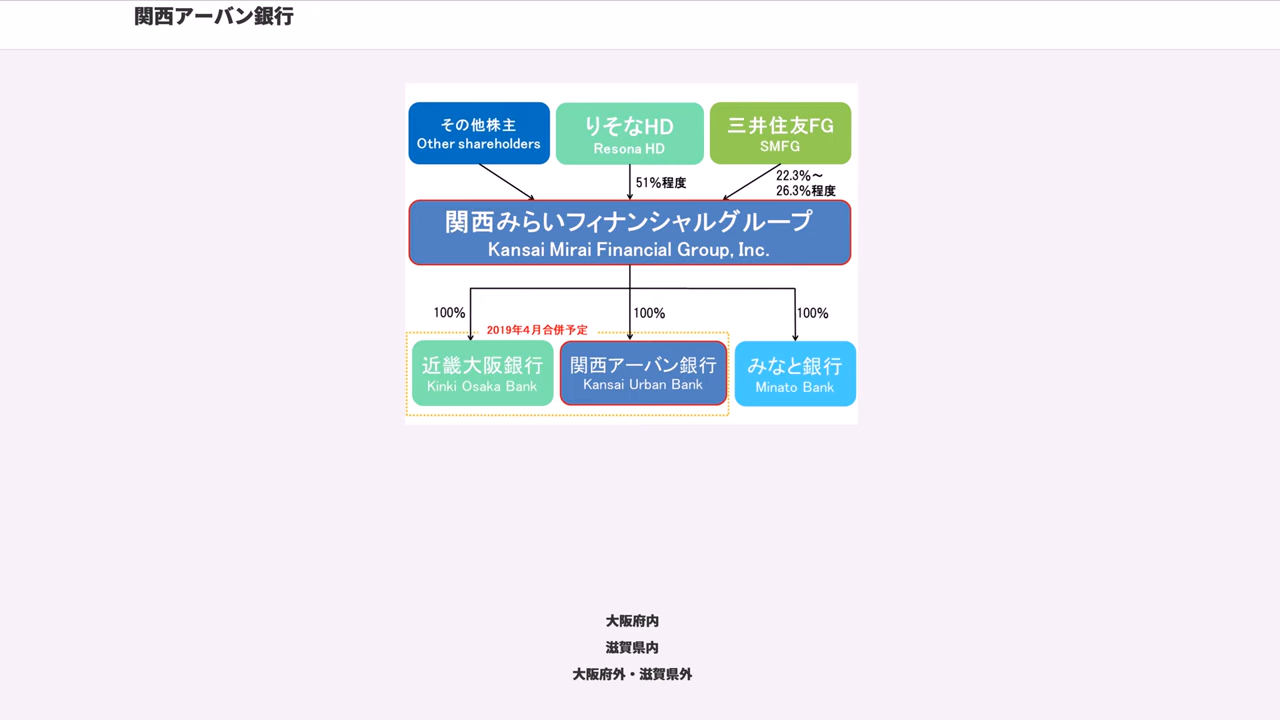 関西アーバン銀行
その他株主
Other shareholders
りそなHD
Resona HD
三井住友FG
SMFG
51%程度
22.3%～
26.3%程度
関西みらいフィナンシャルグループ
Kansai Mirai Financial Group, Inc.
100%
100%
100%
2019年4月合併予定
近畿大阪銀行
Kinki Osaka Bank
関西アーバン銀行
Kansai Urban Bank
みなと銀行
Minato Bank
大阪府内
滋賀県内
大阪府外・滋賀県外